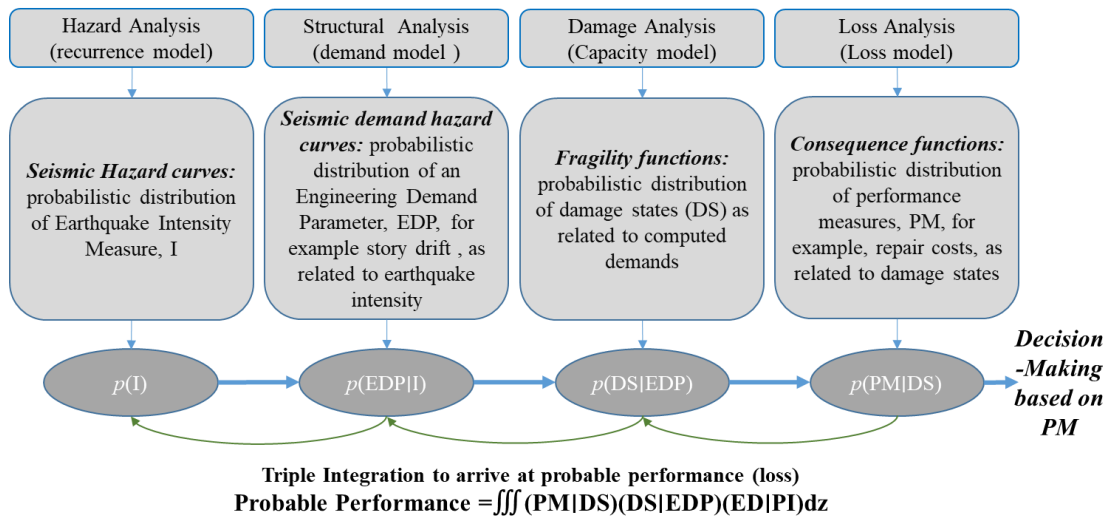 Hazard Analysis
(recurrence model)
Structural Analysis
(demand model )
Damage Analysis
(Capacity model)
Loss Analysis
(Loss model)
Seismic Hazard curves:
probabilistic distribution
of Earthquake Intensity
Measure, I
Seismic demand hazard
curves: probabilistic
distribution of an
Engineering Demand
Parameter, EDP, for
example story drift , as
related to earthquake
intensity
Fragility functions:
probabilistic distribution
of damage states (DS) as
related to computed
demands
Consequence functions:
probabilistic distribution
of performance
measures, PM, for
example, repair costs, as
related to damage states
p(I)
p(EDP|I)
p(DS|EDP)
p(PM|DS)
Decision
-Making
based on
PM
Triple Integration to arrive at probable performance (loss)
Probable Performance =∭(PM|DS)(DS|EDP)(ED|PI)dz